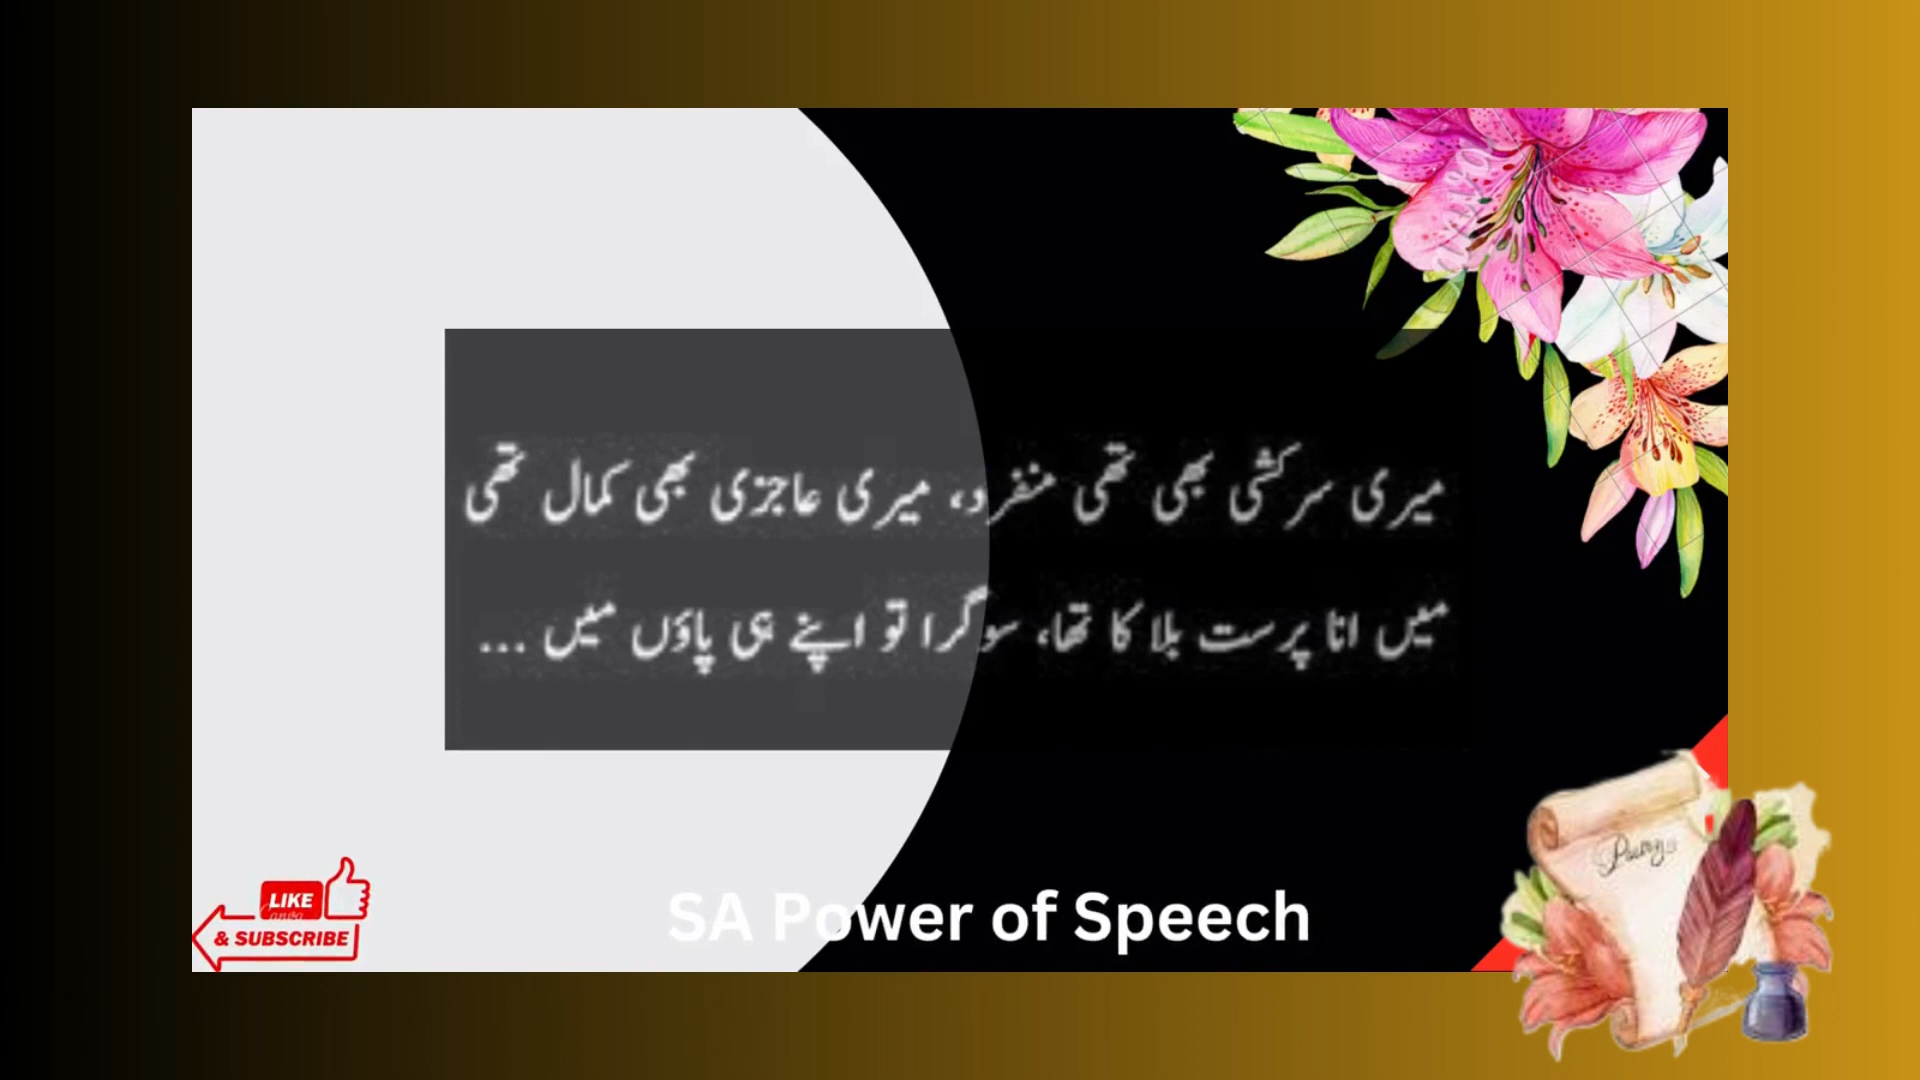 میری سرکشی بھی تھی منفرد، میری عاجزی بھی کمال تھی
میں انا پرست بلا کا تھا، سو گرا تو اپنے ہی پاؤں میں ...
SA Power of Speech
LIKE
& SUBSCRIBE
Poetry